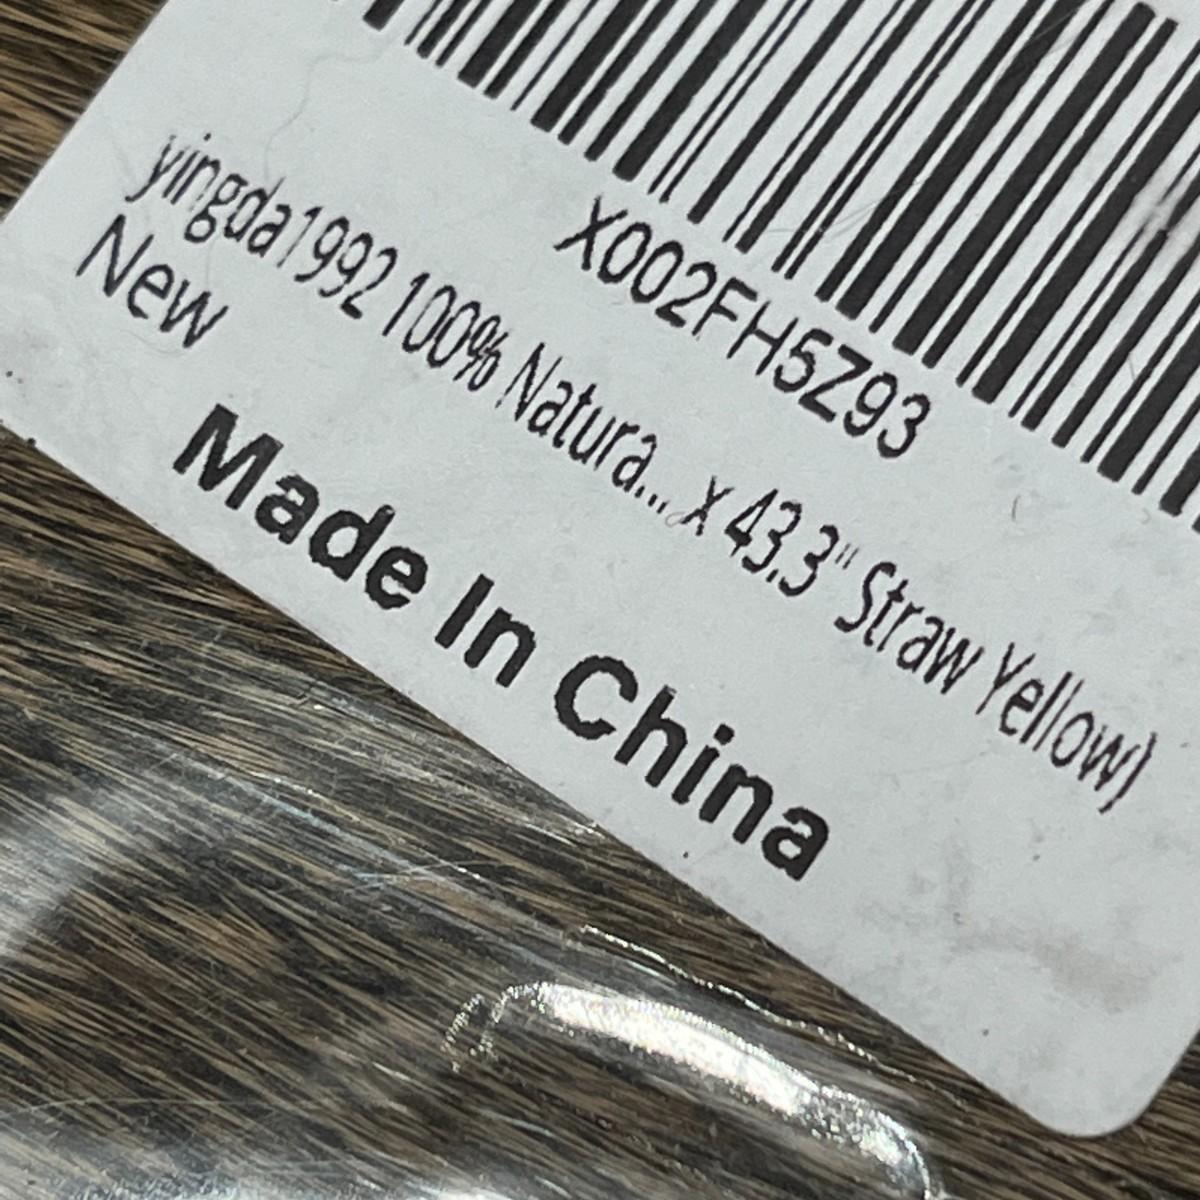 X002FH5Z93
yingda1992 100% Natura... x 43.3" Straw Yellow)
New
Made In China